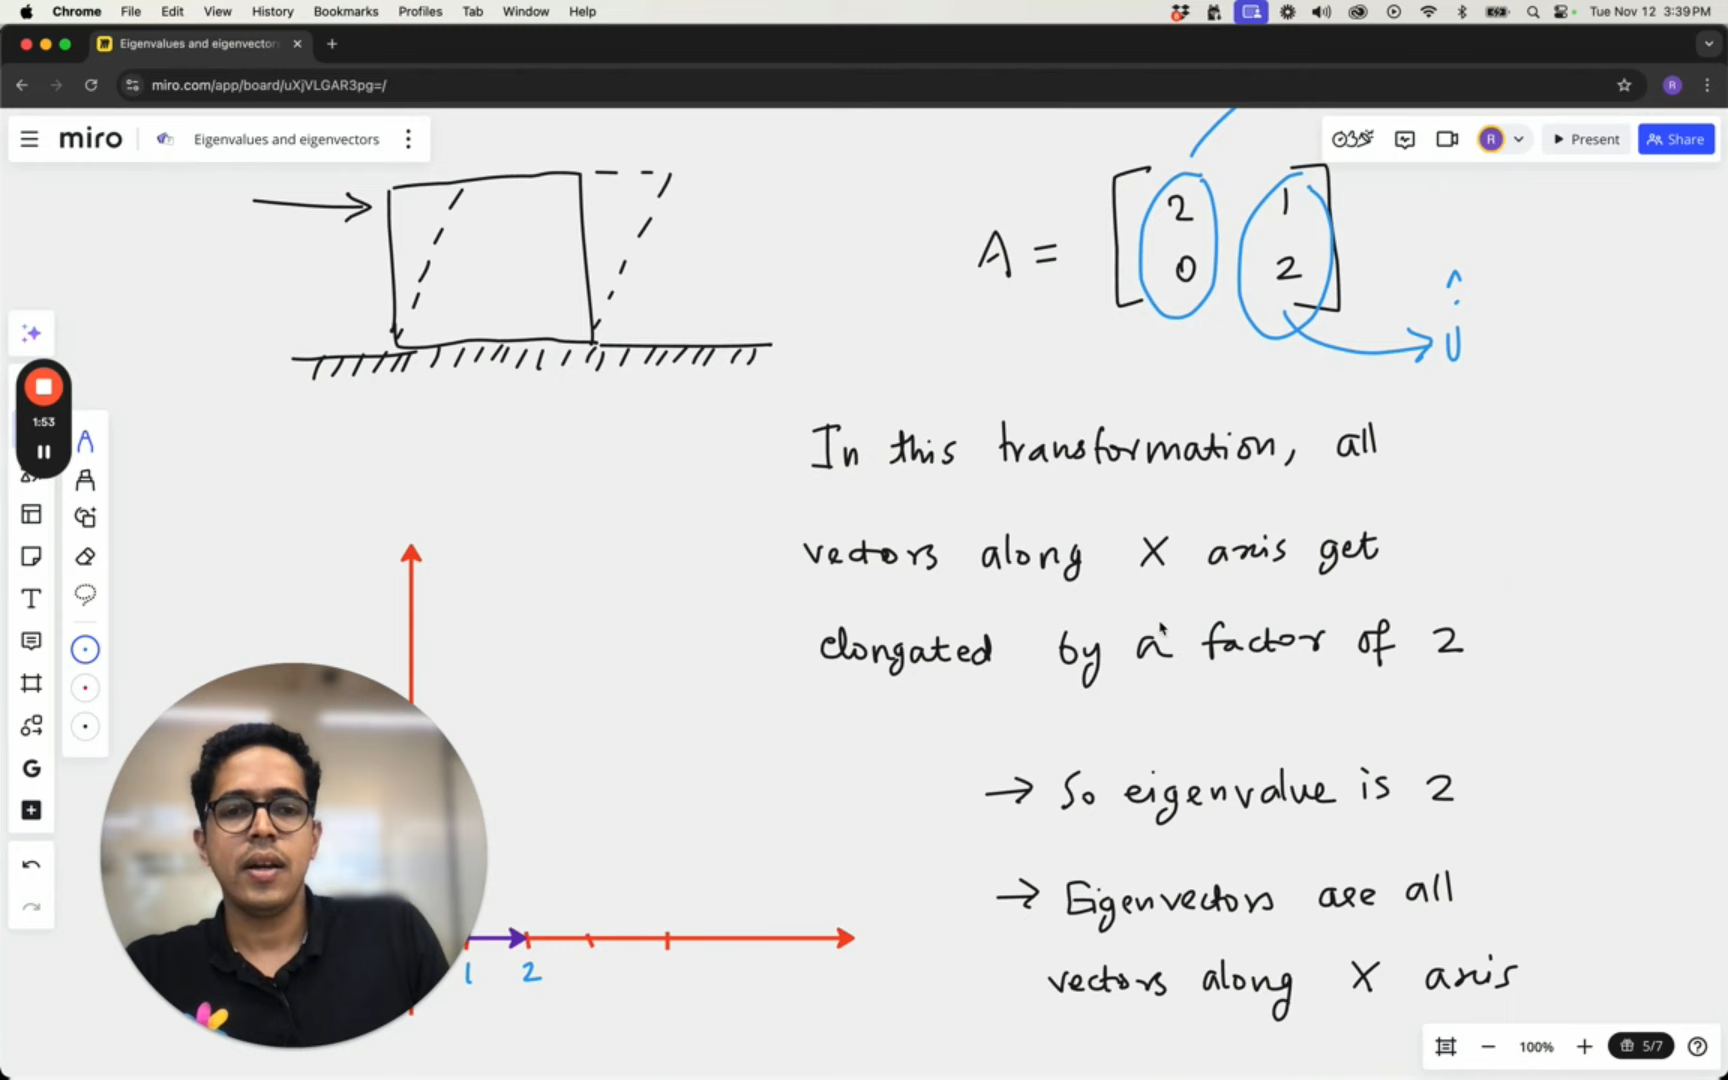 Chrome File Edit View History Bookmarks Profiles Tab Window Help
Tue Nov 12 3:39 PM
Eigenvalues and eigenvector
miro.com/app/board/uXjVLGAR3pg=/
R
miro
Eigenvalues and eigenvectors
R
Present
Share
A = [ 2 1
0 2 ]
ĵ
1:53
In this transformation, all
vectors along X axis get
elongated by a factor of 2
→ So eigenvalue is 2
→ Eigenvectors are all
vectors along X axis
1 2
T
G
100%
5/7